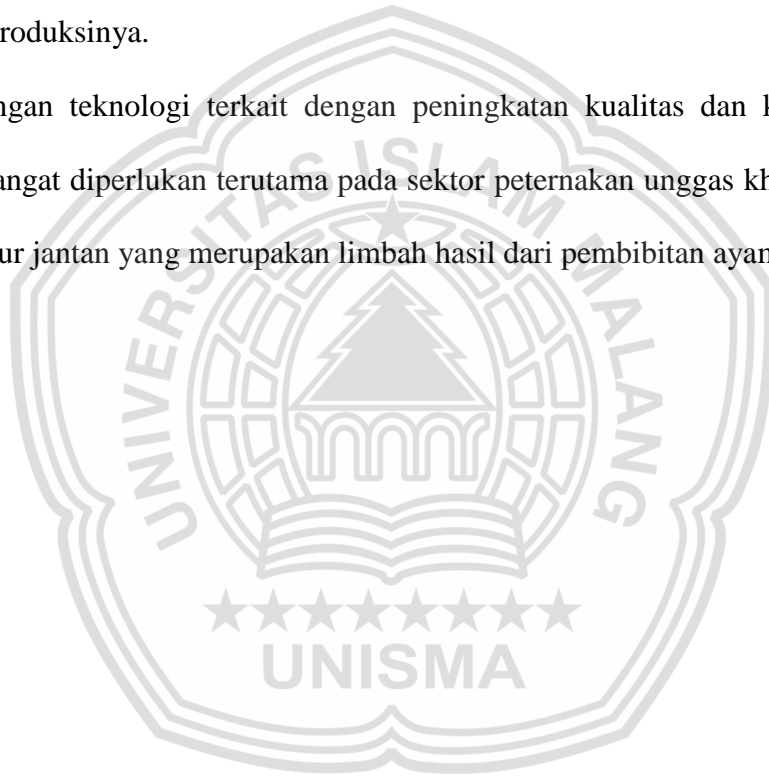 roduksinya.
ngan teknologi terkait dengan peningkatan kualitas dan k
angat diperlukan terutama pada sektor peternakan unggas kh
ur jantan yang merupakan limbah hasil dari pembibitan ayam
UNIVERSITAS ISLAM MALANG
UNISMA